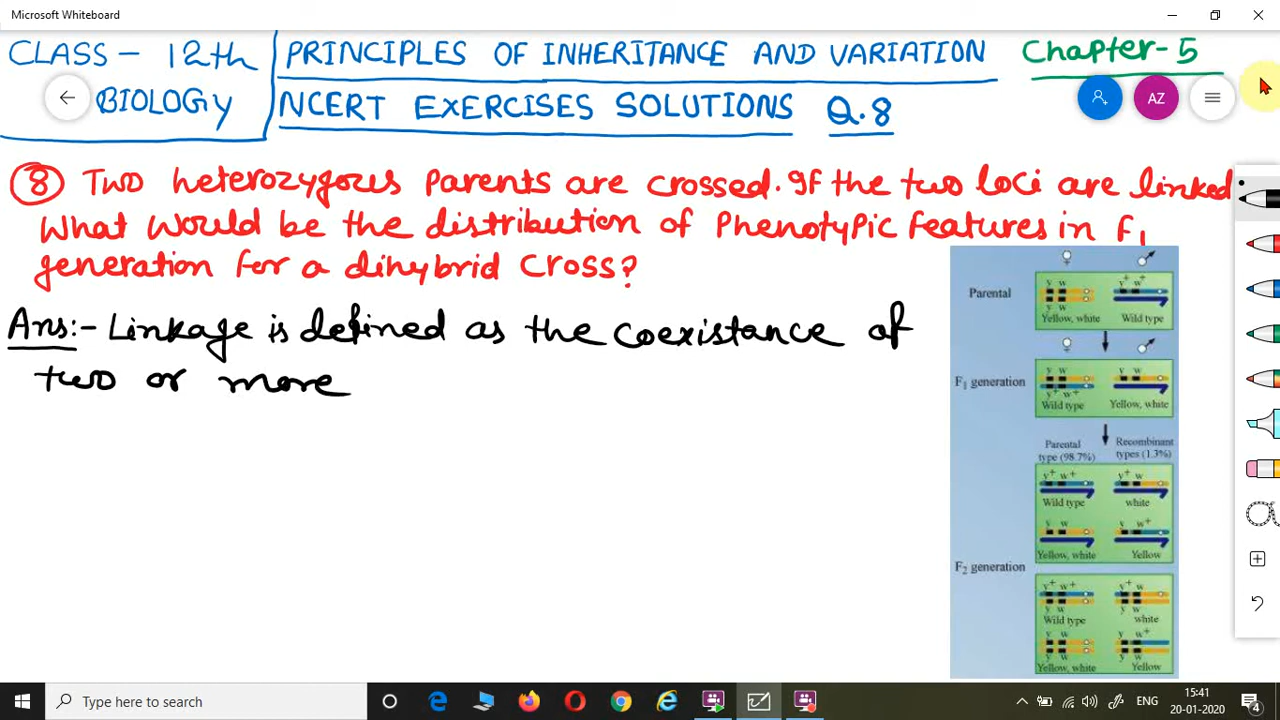 Microsoft Whiteboard
CLASS - 12th
BIOLOGY
PRINCIPLES OF INHERITANCE AND VARIATION
NCERT EXERCISES SOLUTIONS Q.8
Chapter-5
AZ
8 Two heterozygous Parents are crossed. If the two loci are linked
What would be the distribution of Phenotypic features in F1
generation for a dihybrid cross?
Ans:- Linkage is defined as the coexistance of
two or more
Parental
y w
y+ w+
Yellow, white
Wild type
F1 generation
y w
y w
y+ w+
Wild type
Yellow, white
Parental
type (98.7%)
Recombinant
types (1.3%)
y+ w+
y+ w
Wild type
white
y w
y w+
Yellow, white
Yellow
F2 generation
y+ w+
y+ w
y w
y w
Wild type
white
y w
y w+
y w
y w
Yellow, white
Yellow
Type here to search
ENG
15:41
20-01-2020
4